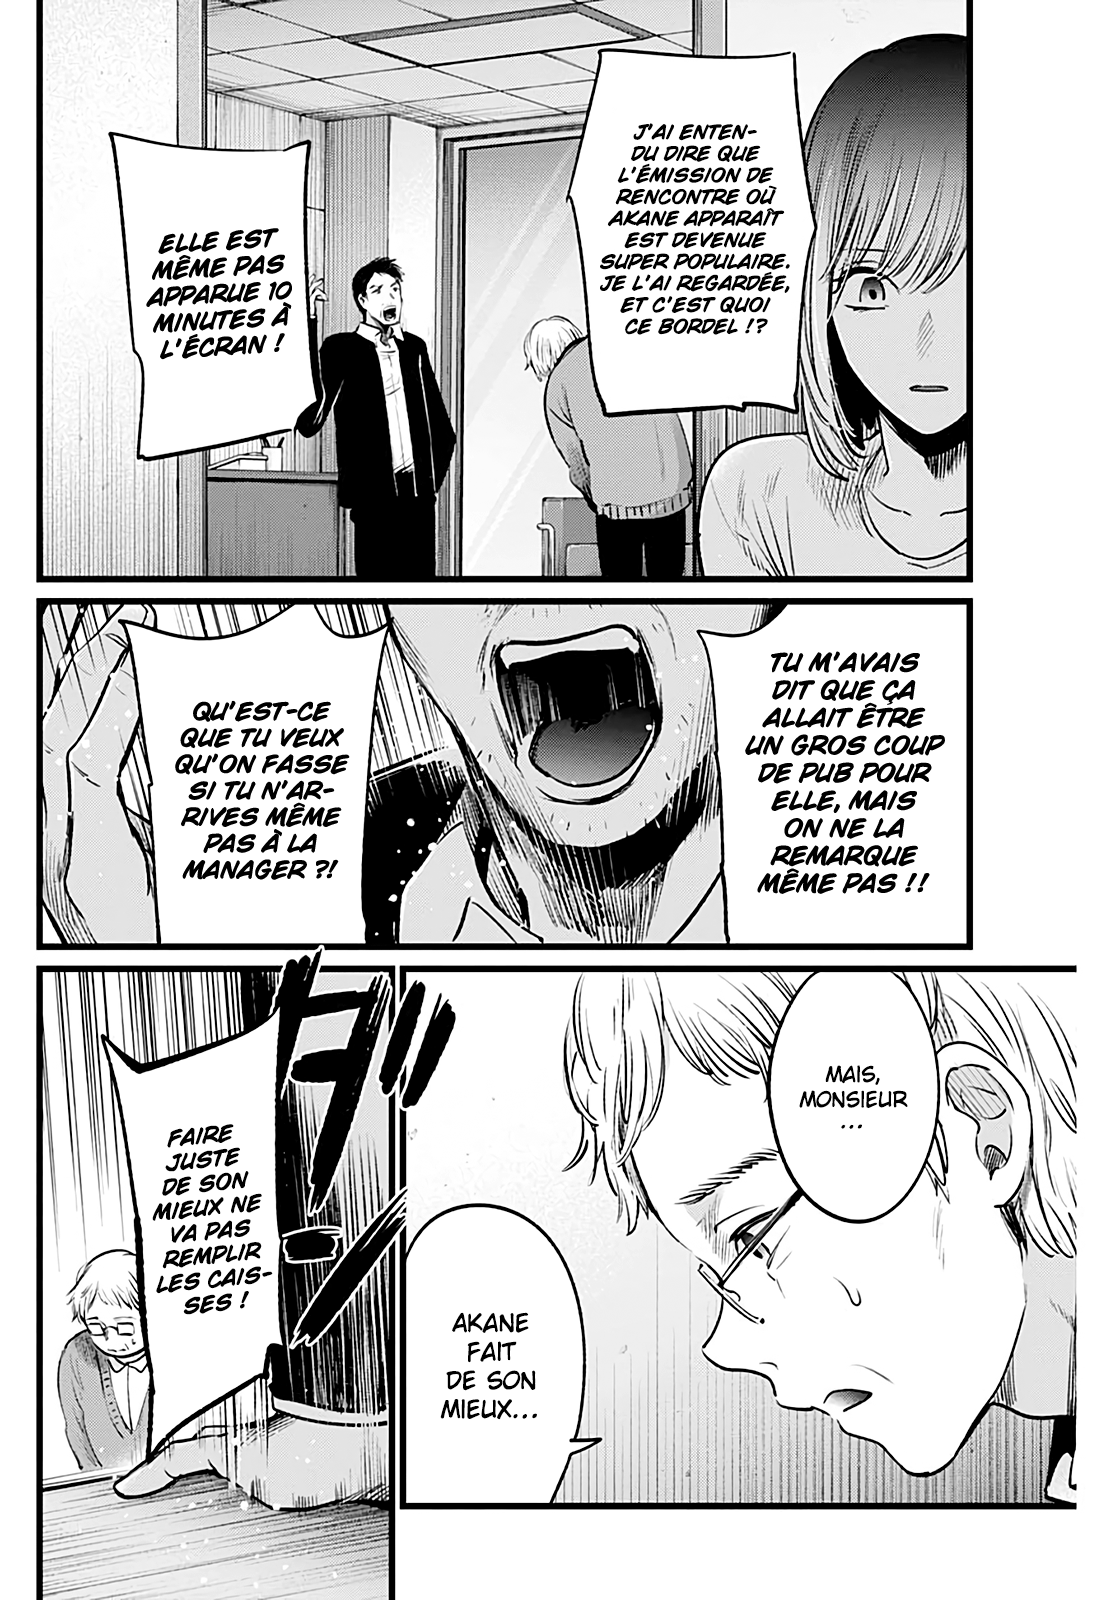 J'AI ENTEN-
DU DIRE QUE
L'ÉMISSION DE
RENCONTRE OÙ
AKANE APPARAÎT
EST DEVENUE
SUPER POPULAIRE.
JE L'AI REGARDÉE,
ET C'EST QUOI
CE BORDEL !?
ELLE EST
MÊME PAS
APPARUE 10
MINUTES À
L'ÉCRAN !
TU M'AVAIS
DIT QUE ÇA
ALLAIT ÊTRE
UN GROS COUP
DE PUB POUR
ELLE, MAIS
ON NE LA
REMARQUE
MÊME PAS !!
QU'EST-CE
QUE TU VEUX
QU'ON FASSE
SI TU N'AR-
RIVES MÊME
PAS À LA
MANAGER ?!
MAIS,
MONSIEUR
...
AKANE
FAIT
DE SON
MIEUX...
FAIRE
JUSTE
DE SON
MIEUX NE
VA PAS
REMPLIR
LES CAIS-
SES !
ダンッ